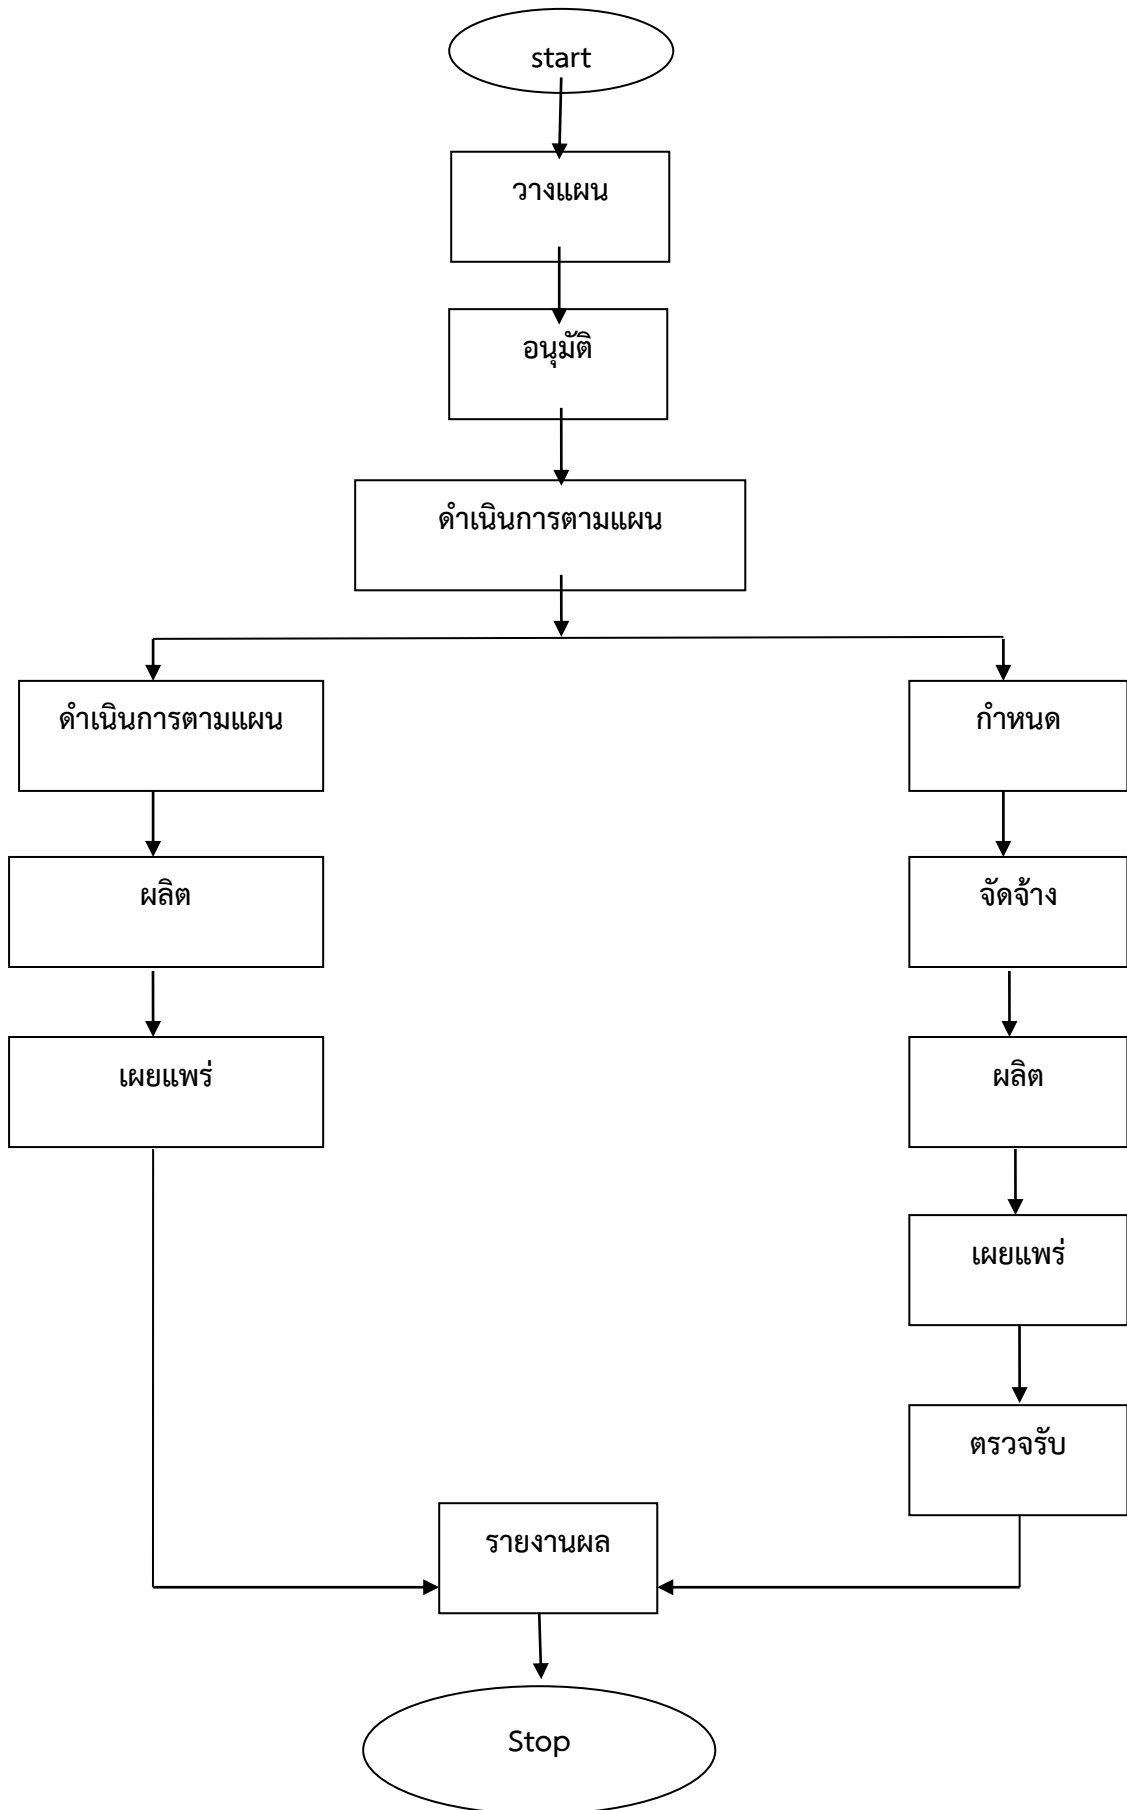 start
วางแผน
อนุมัติ
ดำเนินการตามแผน
ดำเนินการตามแผน
ผลิต
เผยแพร่
กำหนด
จัดจ้าง
ผลิต
เผยแพร่
ตรวจรับ
รายงานผล
Stop